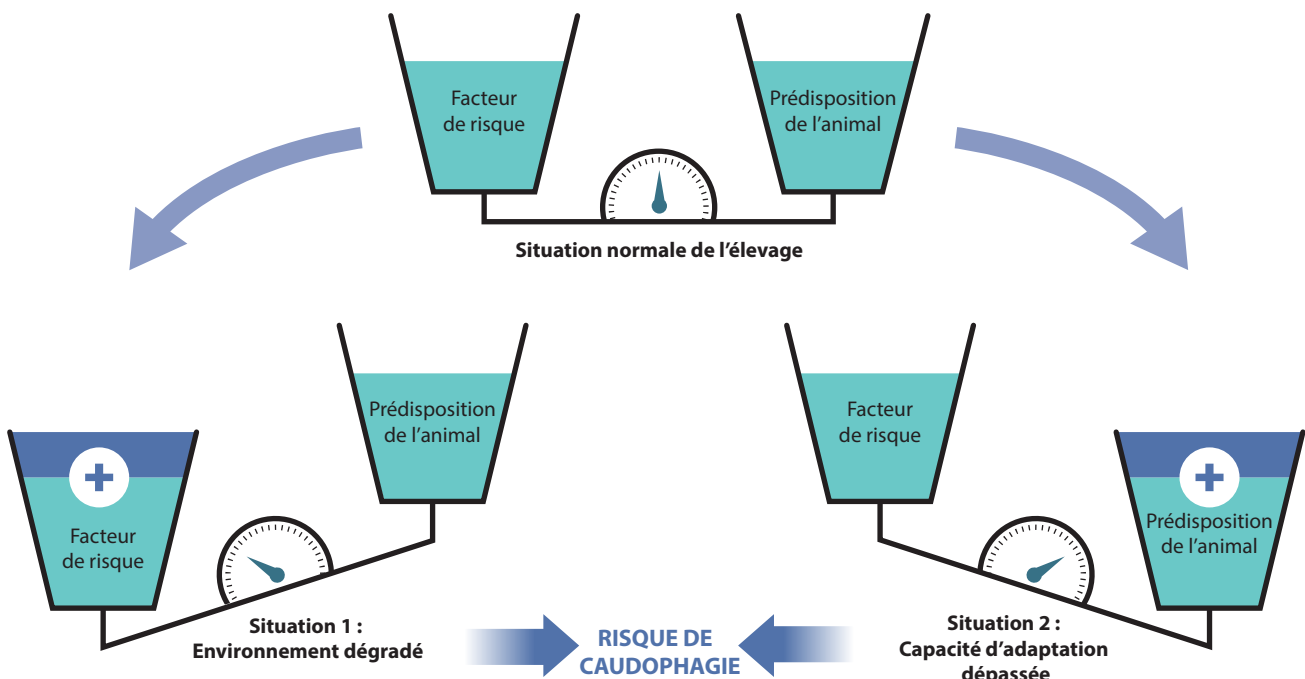 Facteur
de risque
Prédisposition
de l'animal
Situation normale de l'élevage
Prédisposition
de l'animal
Facteur
de risque
Facteur
de risque
Prédisposition
de l'animal
Situation 1 :
Environnement dégradé
RISQUE DE
CAUDOPHAGIE
Situation 2 :
Capacité d'adaptation
dépassée